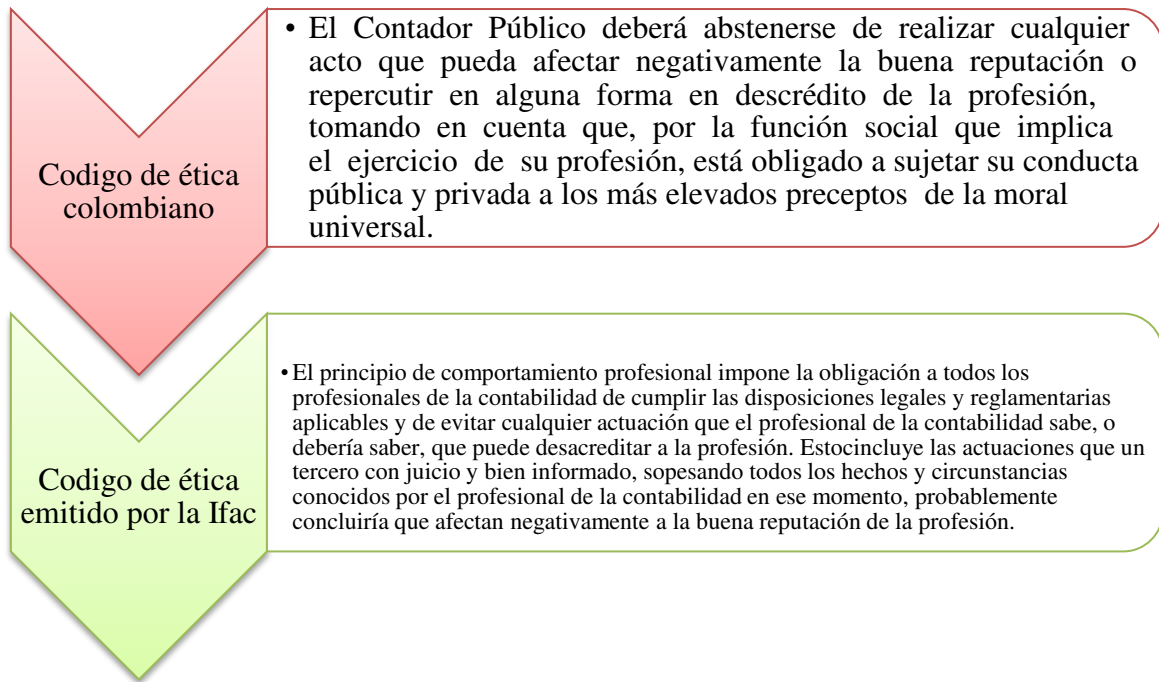 Codigo de ética
colombiano
• El Contador Público deberá abstenerse de realizar cualquier
acto que pueda afectar negativamente la buena reputación o
repercutir en alguna forma en descrédito de la profesión,
tomando en cuenta que, por la función social que implica
el ejercicio de su profesión, está obligado a sujetar su conducta
pública y privada a los más elevados preceptos de la moral
universal.
Codigo de ética
emitido por la Ifac
• El principio de comportamiento profesional impone la obligación a todos los
profesionales de la contabilidad de cumplir las disposiciones legales y reglamentarias
aplicables y de evitar cualquier actuación que el profesional de la contabilidad sabe, o
debería saber, que puede desacreditar a la profesión. Estocincluye las actuaciones que un
tercero con juicio y bien informado, sopesando todos los hechos y circunstancias
conocidos por el profesional de la contabilidad en ese momento, probablemente
concluiría que afectan negativamente a la buena reputación de la profesión.